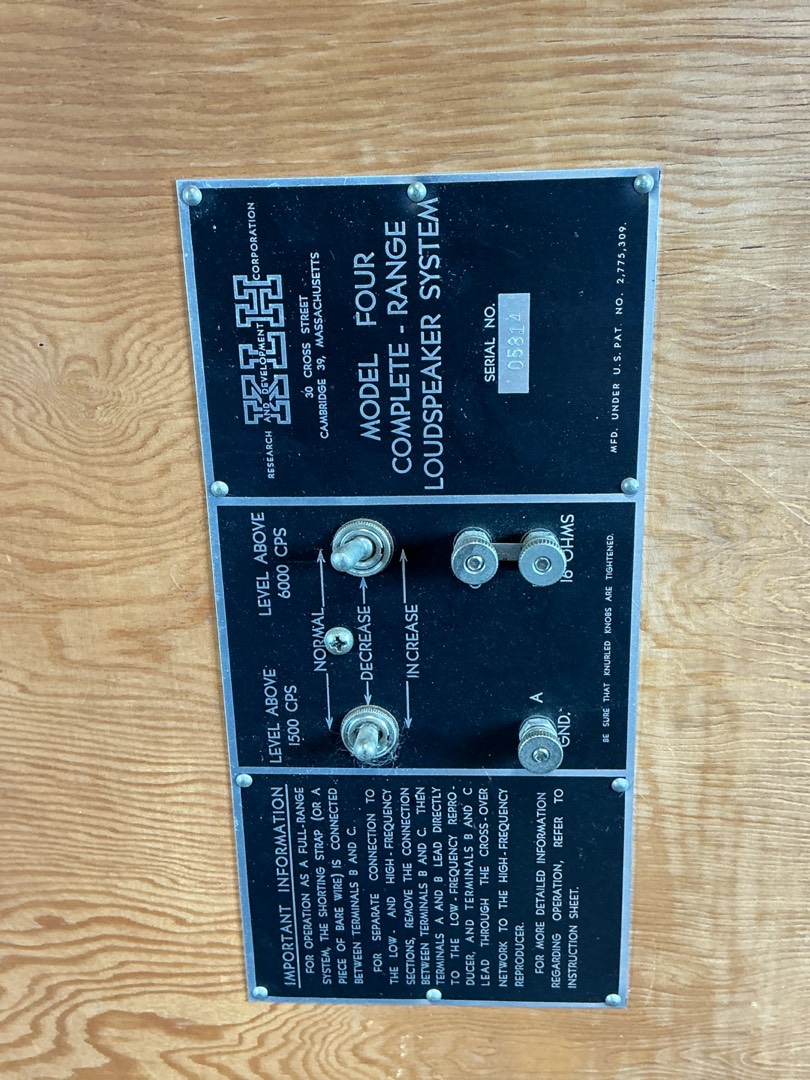 IMPORTANT INFORMATION
FOR OPERATION AS A FULL-RANGE
SYSTEM, THE SHORTING STRAP (OR A
PIECE OF BARE WIRE) IS CONNECTED
BETWEEN TERMINALS B AND C.
FOR SEPARATE CONNECTION TO
THE LOW- AND HIGH-FREQUENCY
SECTIONS, REMOVE THE CONNECTION
BETWEEN TERMINALS B AND C. THEN
TERMINALS A AND B LEAD DIRECTLY
TO THE LOW-FREQUENCY REPRO-
DUCER, AND TERMINALS B AND C
LEAD THROUGH THE CROSS-OVER
NETWORK TO THE HIGH-FREQUENCY
REPRODUCER.
FOR MORE DETAILED INFORMATION
REGARDING OPERATION, REFER TO
INSTRUCTION SHEET.
LEVEL ABOVE
1500 CPS
LEVEL ABOVE
6000 CPS
NORMAL
DECREASE
INCREASE
A
GND.
16 OHMS
BE SURE THAT KNURLED KNOBS ARE TIGHTENED.
KLH
RESEARCH AND DEVELOPMENT CORPORATION
30 CROSS STREET
CAMBRIDGE 39, MASSACHUSETTS
MODEL FOUR
COMPLETE-RANGE
LOUDSPEAKER SYSTEM
SERIAL NO.
05814
MFD. UNDER U.S. PAT. NO. 2,775,309.